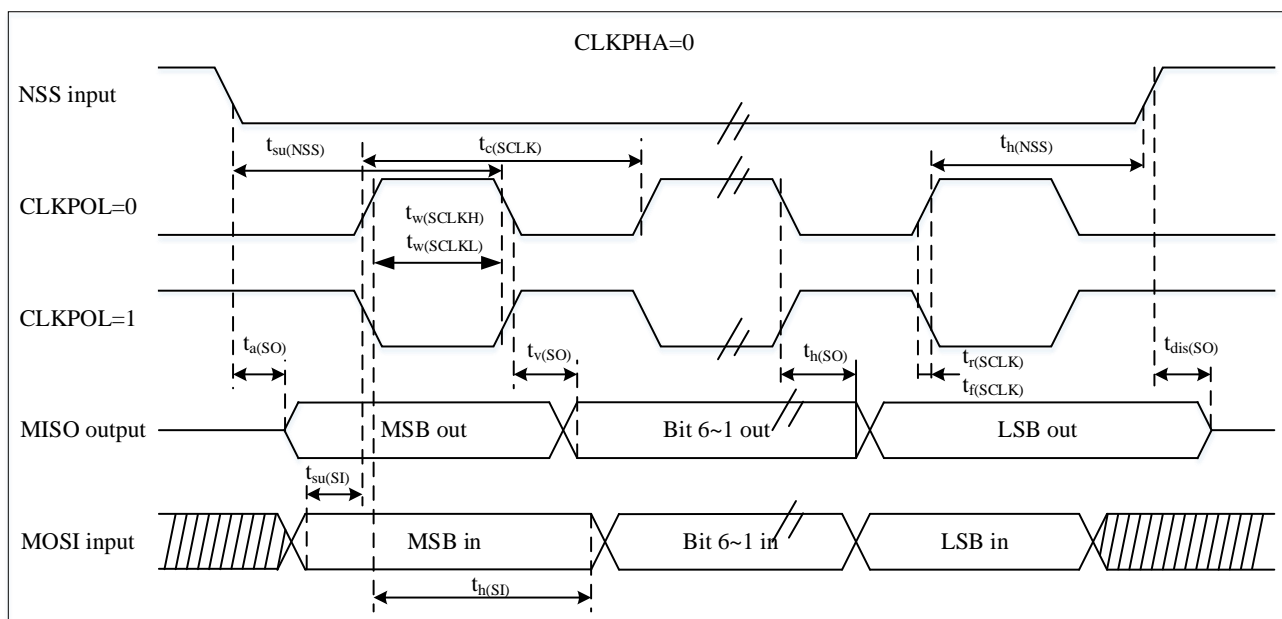 CLKPHA=0
NSS input
tsu(NSS)
tc(SCLK)
th(NSS)
CLKPOL=0
tw(SCLKH)
tw(SCLKL)
CLKPOL=1
ta(SO)
tv(SO)
th(SO)
tr(SCLK)
tf(SCLK)
tdis(SO)
MISO output
MSB out
Bit 6~1 out
LSB out
tsu(SI)
MOSI input
MSB in
Bit 6~1 in
LSB in
th(SI)